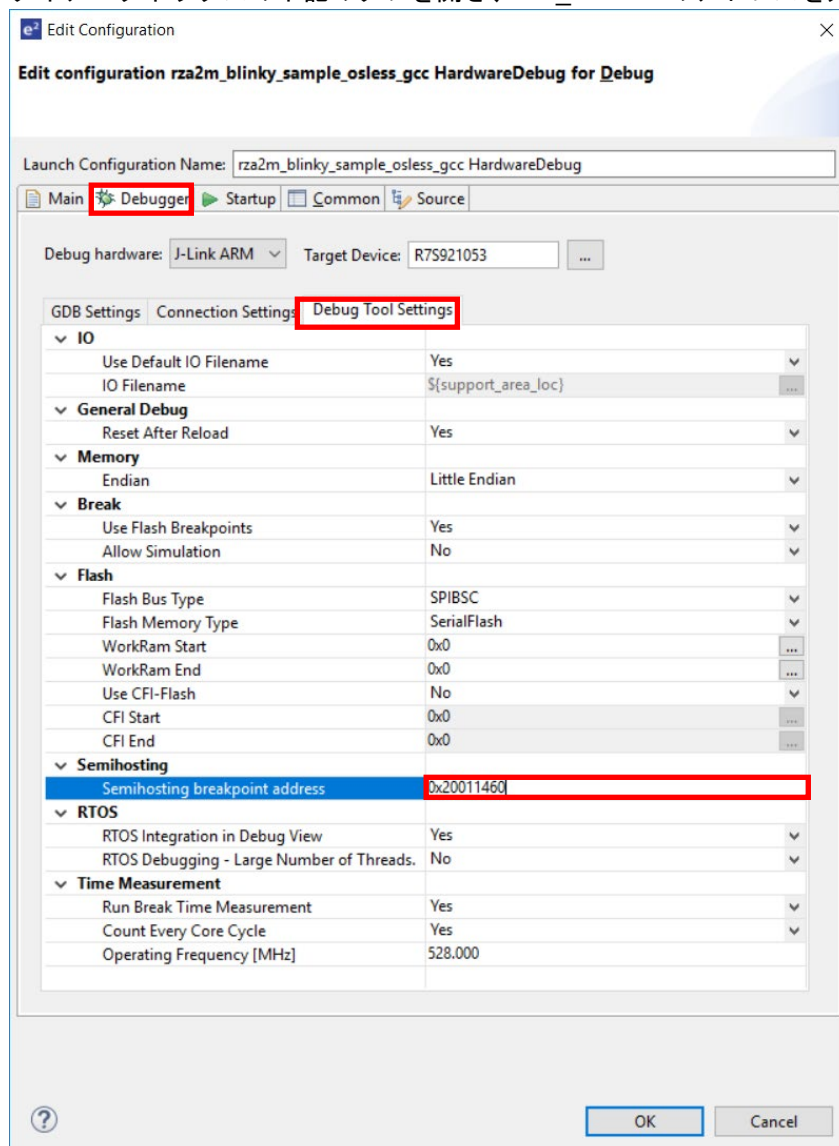 e² Edit Configuration
Edit configuration rza2m_blinky_sample_osless_gcc HardwareDebug for Debug
Launch Configuration Name: rza2m_blinky_sample_osless_gcc HardwareDebug
Main Debugger Startup Common Source
Debug hardware: J-Link ARM Target Device: R7S921053 ...
GDB Settings Connection Settings Debug Tool Settings
IO
Use Default IO Filename Yes
IO Filename ${support_area_loc} ...
General Debug
Reset After Reload Yes
Memory
Endian Little Endian
Break
Use Flash Breakpoints Yes
Allow Simulation No
Flash
Flash Bus Type SPIBSC
Flash Memory Type SerialFlash
WorkRam Start 0x0 ...
WorkRam End 0x0 ...
Use CFI-Flash No
CFI Start 0x0 ...
CFI End 0x0 ...
Semihosting
Semihosting breakpoint address 0x20011460
RTOS
RTOS Integration in Debug View Yes
RTOS Debugging - Large Number of Threads. No
Time Measurement
Run Break Time Measurement Yes
Count Every Core Cycle Yes
Operating Frequency [MHz] 528.000
? OK Cancel